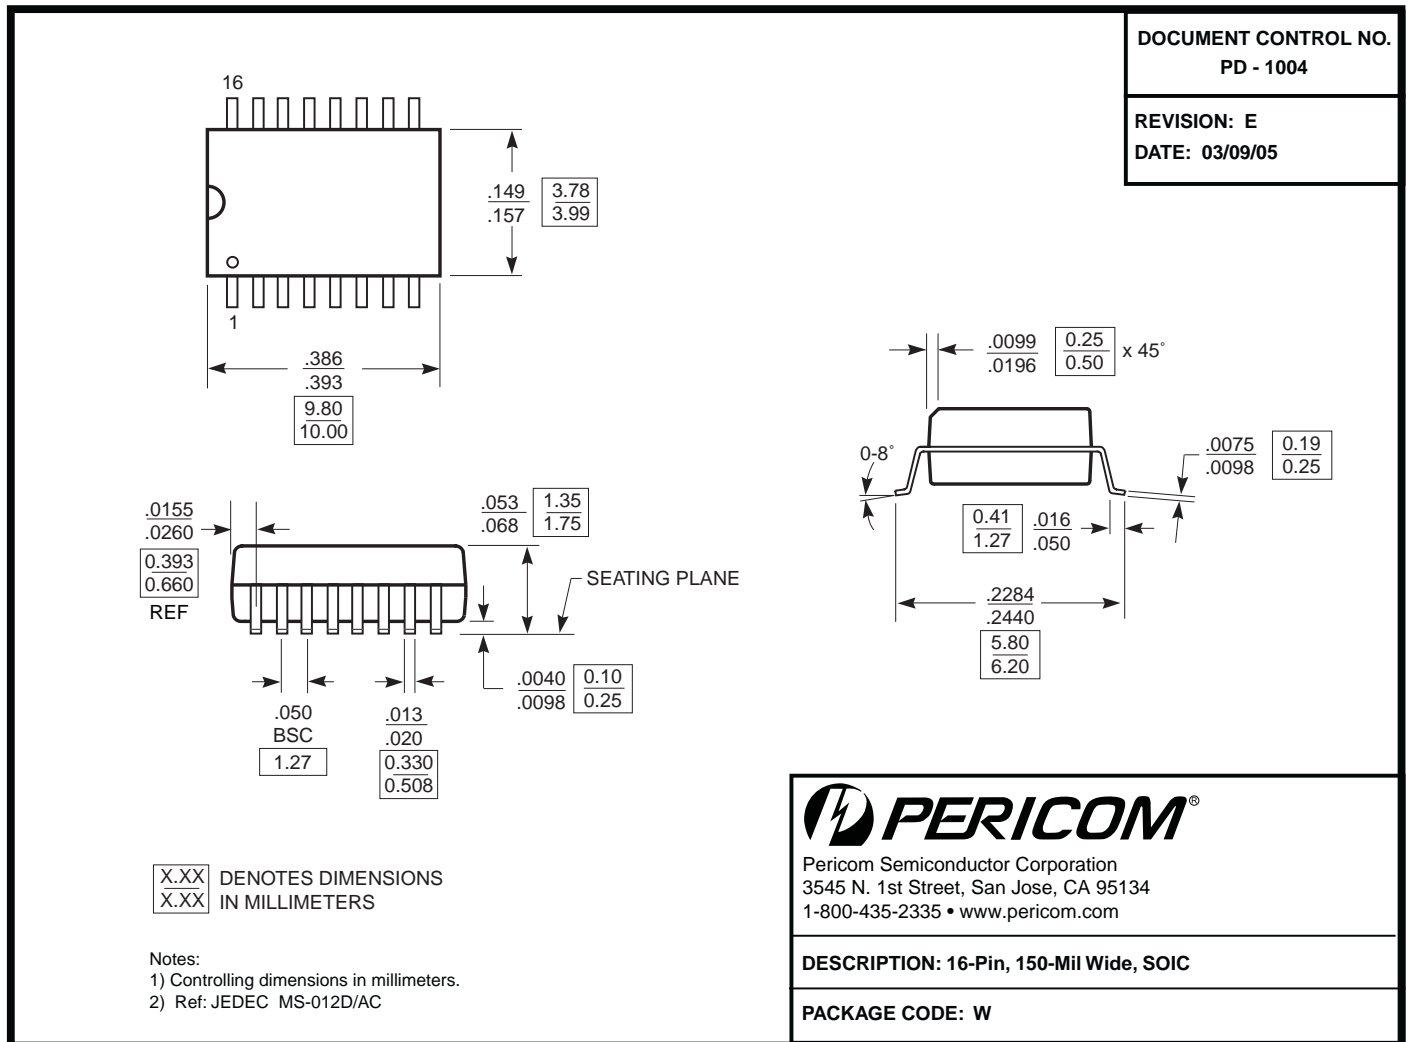 DOCUMENT CONTROL NO.
PD - 1004
REVISION: E
DATE: 03/09/05
16
.149
.157
3.78
3.99
1
.386
.393
9.80
10.00
.0099
.0196
0.25
0.50
x 45°
0-8°
.0075
.0098
0.19
0.25
0.41
1.27
.016
.050
.2284
.2440
5.80
6.20
.0155
.0260
0.393
0.660
REF
.053
.068
1.35
1.75
SEATING PLANE
.0040
.0098
0.10
0.25
.050
BSC
1.27
.013
.020
0.330
0.508
X.XX
X.XX
DENOTES DIMENSIONS
IN MILLIMETERS
Notes:
1) Controlling dimensions in millimeters.
2) Ref: JEDEC MS-012D/AC
PERICOM®
Pericom Semiconductor Corporation
3545 N. 1st Street, San Jose, CA 95134
1-800-435-2335 • www.pericom.com
DESCRIPTION: 16-Pin, 150-Mil Wide, SOIC
PACKAGE CODE: W